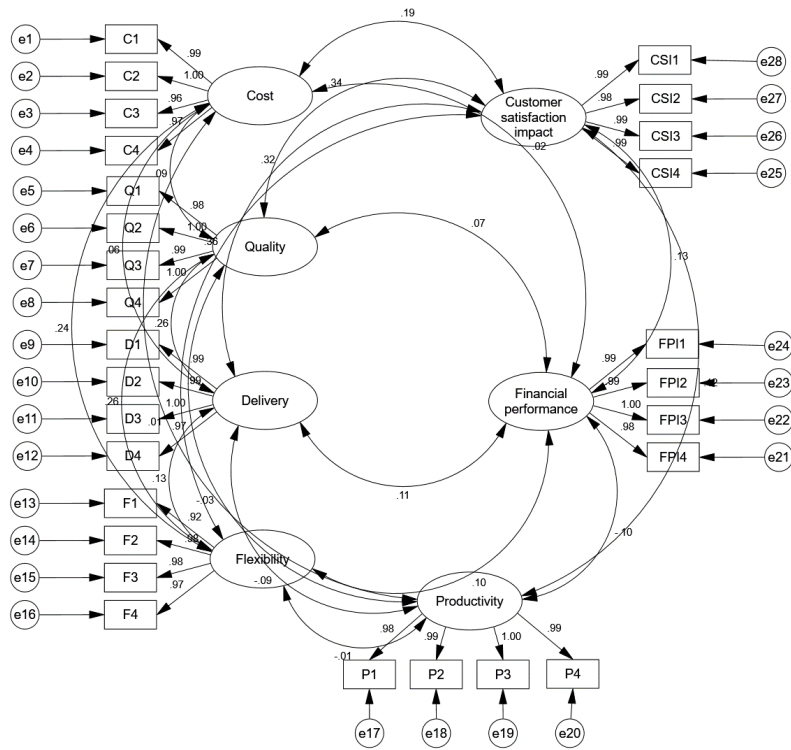 .19
e1
C1
.99
CSI1
e28
e2
C2
1.00
Cost
.34
.99
.98
CSI2
e27
e3
C3
.96
Customer
satisfaction
impact
.99
CSI3
e26
e4
C4
.97
.02
.99
CSI4
e25
.32
.09
e5
Q1
.98
e6
Q2
1.00
.07
.36
Quality
.06
.13
e7
Q3
.99
1.00
e8
Q4
.24
.26
e9
D1
.99
FPI1
e24
.99
e10
D2
.99
.99
FPI2
e23
.26
1.00
Delivery
Financial
performance
1.00
e11
D3
.01
.97
FPI3
e22
e12
D4
.98
FPI4
e21
.13
-.03
.11
e13
F1
.92
e14
F2
.98
-.10
e15
F3
.98
Flexibility
-.09
.10
e16
F4
.97
Productivity
-.01
.98
.99
1.00
.99
P1
P2
P3
P4
e17
e18
e19
e20